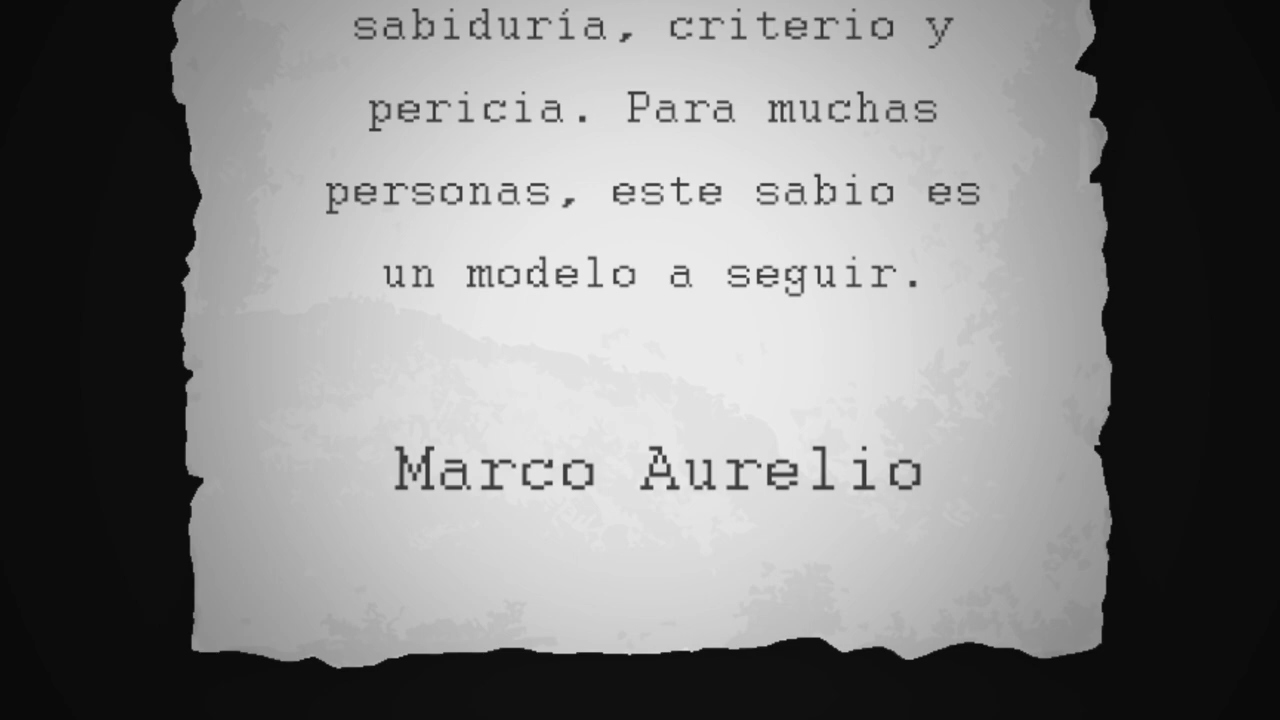 sabiduría, criterio y
pericia. Para muchas
personas, este sabio es
un modelo a seguir.
Marco Aurelio